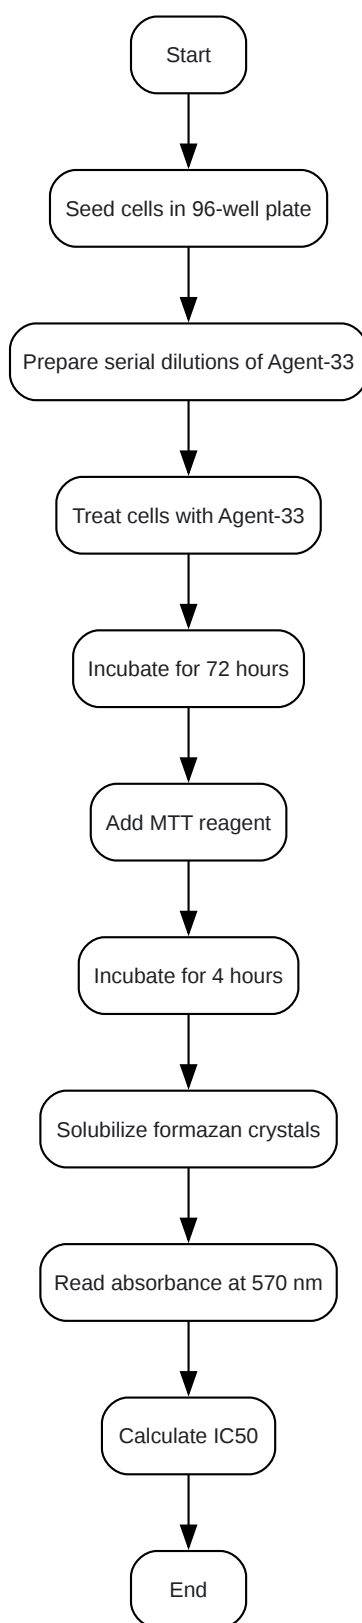 Start
Seed cells in 96-well plate
Prepare serial dilutions of Agent-33
Treat cells with Agent-33
Incubate for 72 hours
Add MTT reagent
Incubate for 4 hours
Solubilize formazan crystals
Read absorbance at 570 nm
Calculate IC50
End